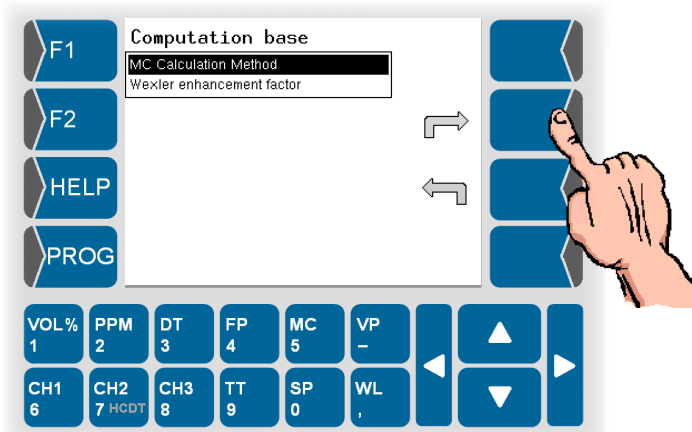 F1
Computation base
MC Calculation Method
Wexler enhancement factor
F2
HELP
PROG
VOL% PPM DT FP MC VP
1 2 3 4 5 –
CH1 CH2 CH3 TT SP WL
6 7 HCDT 8 9 0 ,